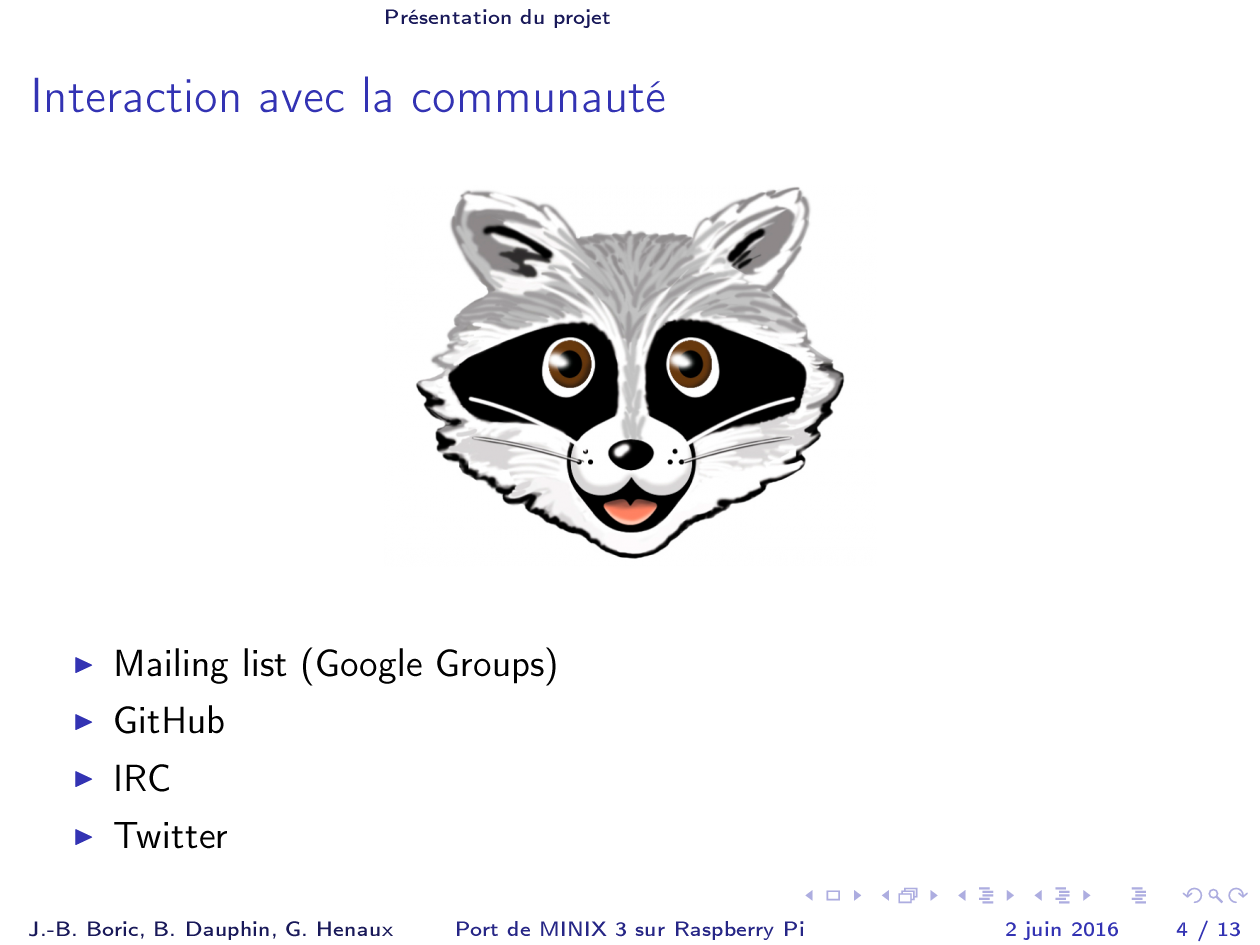 Présentation du projet
Interaction avec la communauté
Mailing list (Google Groups)
GitHub
IRC
Twitter
J.-B. Boric, B. Dauphin, G. Henaux Port de MINIX 3 sur Raspberry Pi 2 juin 2016 4 / 13